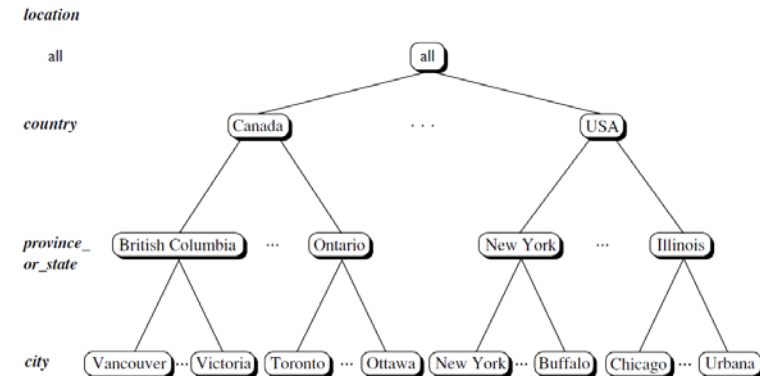 location
all all
country Canada ... USA
province_ British Columbia ... Ontario New York ... Illinois
or_state
city Vancouver ... Victoria Toronto ... Ottawa New York ... Buffalo Chicago ... Urbana